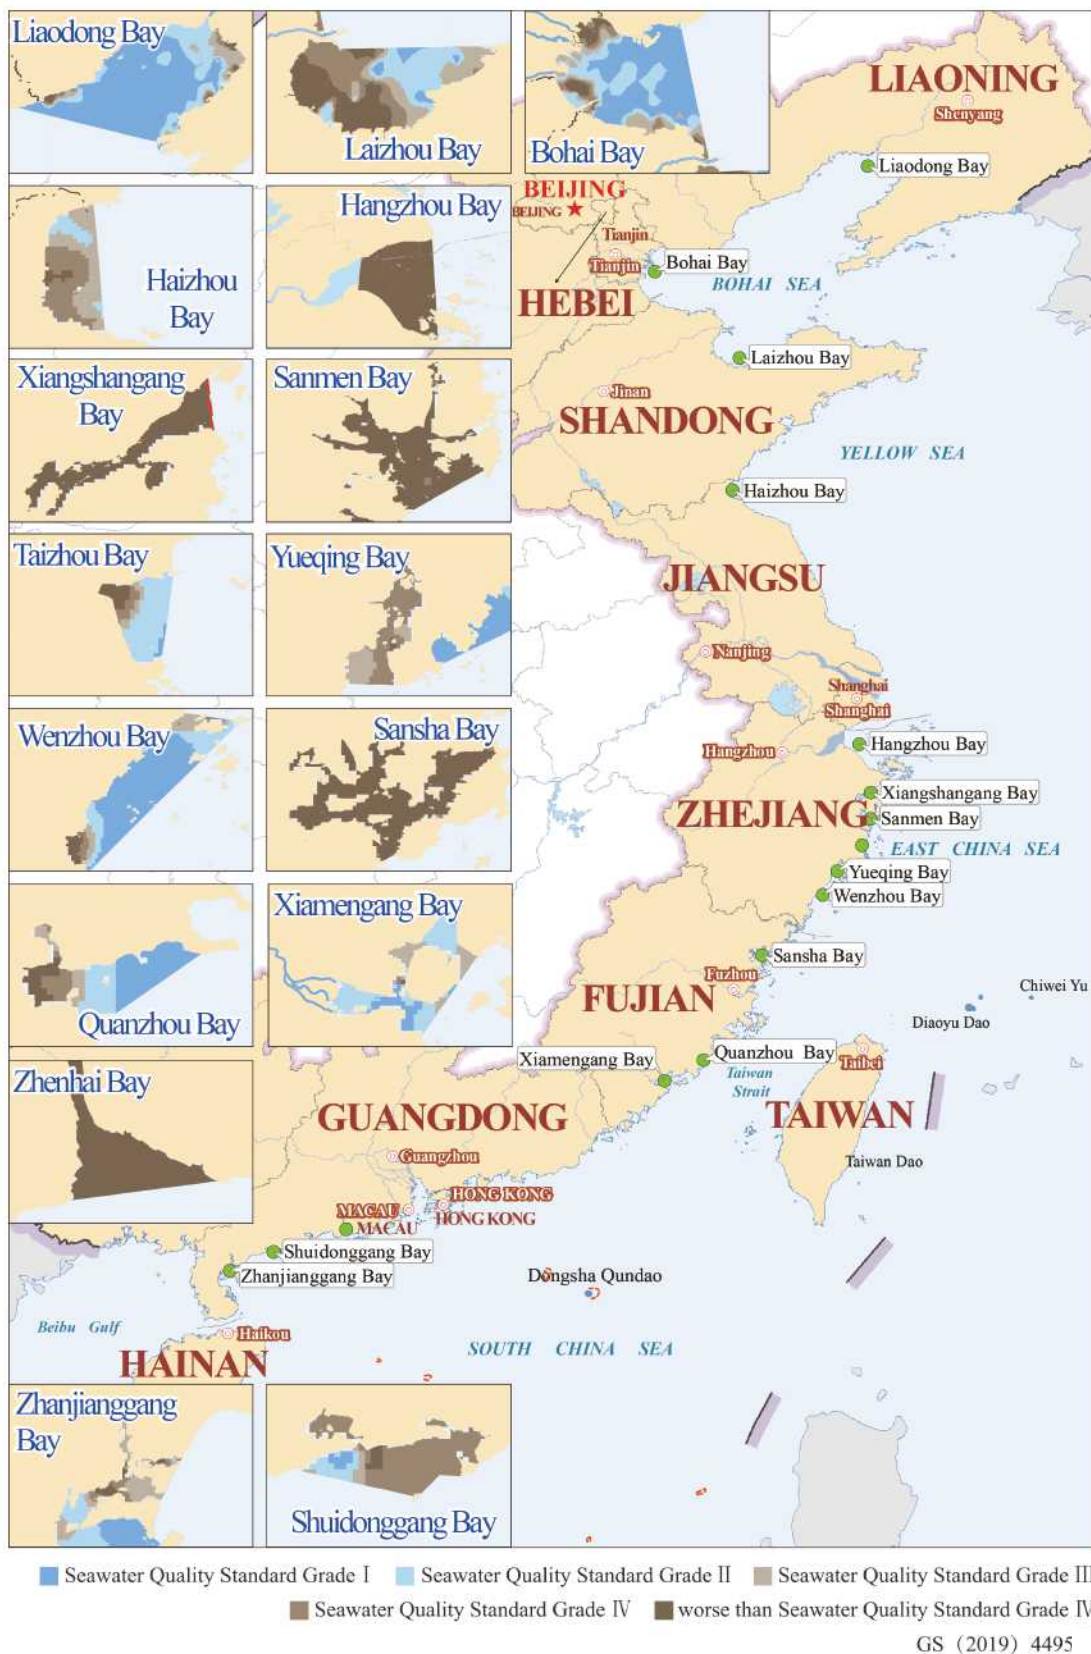 Liaodong Bay
Laizhou Bay
Bohai Bay
Hangzhou Bay
Haizhou
Bay
Xiangshangang
Bay
Sanmen Bay
Taizhou Bay
Yueqing Bay
Wenzhou Bay
Sansha Bay
Quanzhou Bay
Xiamengang Bay
Zhenhai Bay
Zhanjianggang
Bay
Shuidonggang Bay
LIAONING
Shenyang
Liaodong Bay
BEIJING
BEIJING
Tianjin
Tianjin
Bohai Bay
BOHAI SEA
HEBEI
Laizhou Bay
Jinan
SHANDONG
YELLOW SEA
Haizhou Bay
JIANGSU
Nanjing
Shanghai
Shanghai
Hangzhou
Hangzhou Bay
Xiangshangang Bay
ZHEJIANG
Sanmen Bay
EAST CHINA SEA
Yueqing Bay
Wenzhou Bay
Sansha Bay
Fuzhou
FUJIAN
Chiwei Yu
Diaoyu Dao
Xiamengang Bay
Quanzhou Bay
Taibei
Taiwan
Strait
GUANGDONG
TAIWAN
Guangzhou
Taiwan Dao
HONG KONG
MACAU
HONG KONG
MACAU
Shuidonggang Bay
Zhanjianggang Bay
Dongsha Qundao
Beibu Gulf
Haikou
HAINAN
SOUTH CHINA SEA
Seawater Quality Standard Grade Ⅰ
Seawater Quality Standard Grade Ⅱ
Seawater Quality Standard Grade Ⅲ
Seawater Quality Standard Grade Ⅳ
worse than Seawater Quality Standard Grade Ⅳ
GS（2019）4495